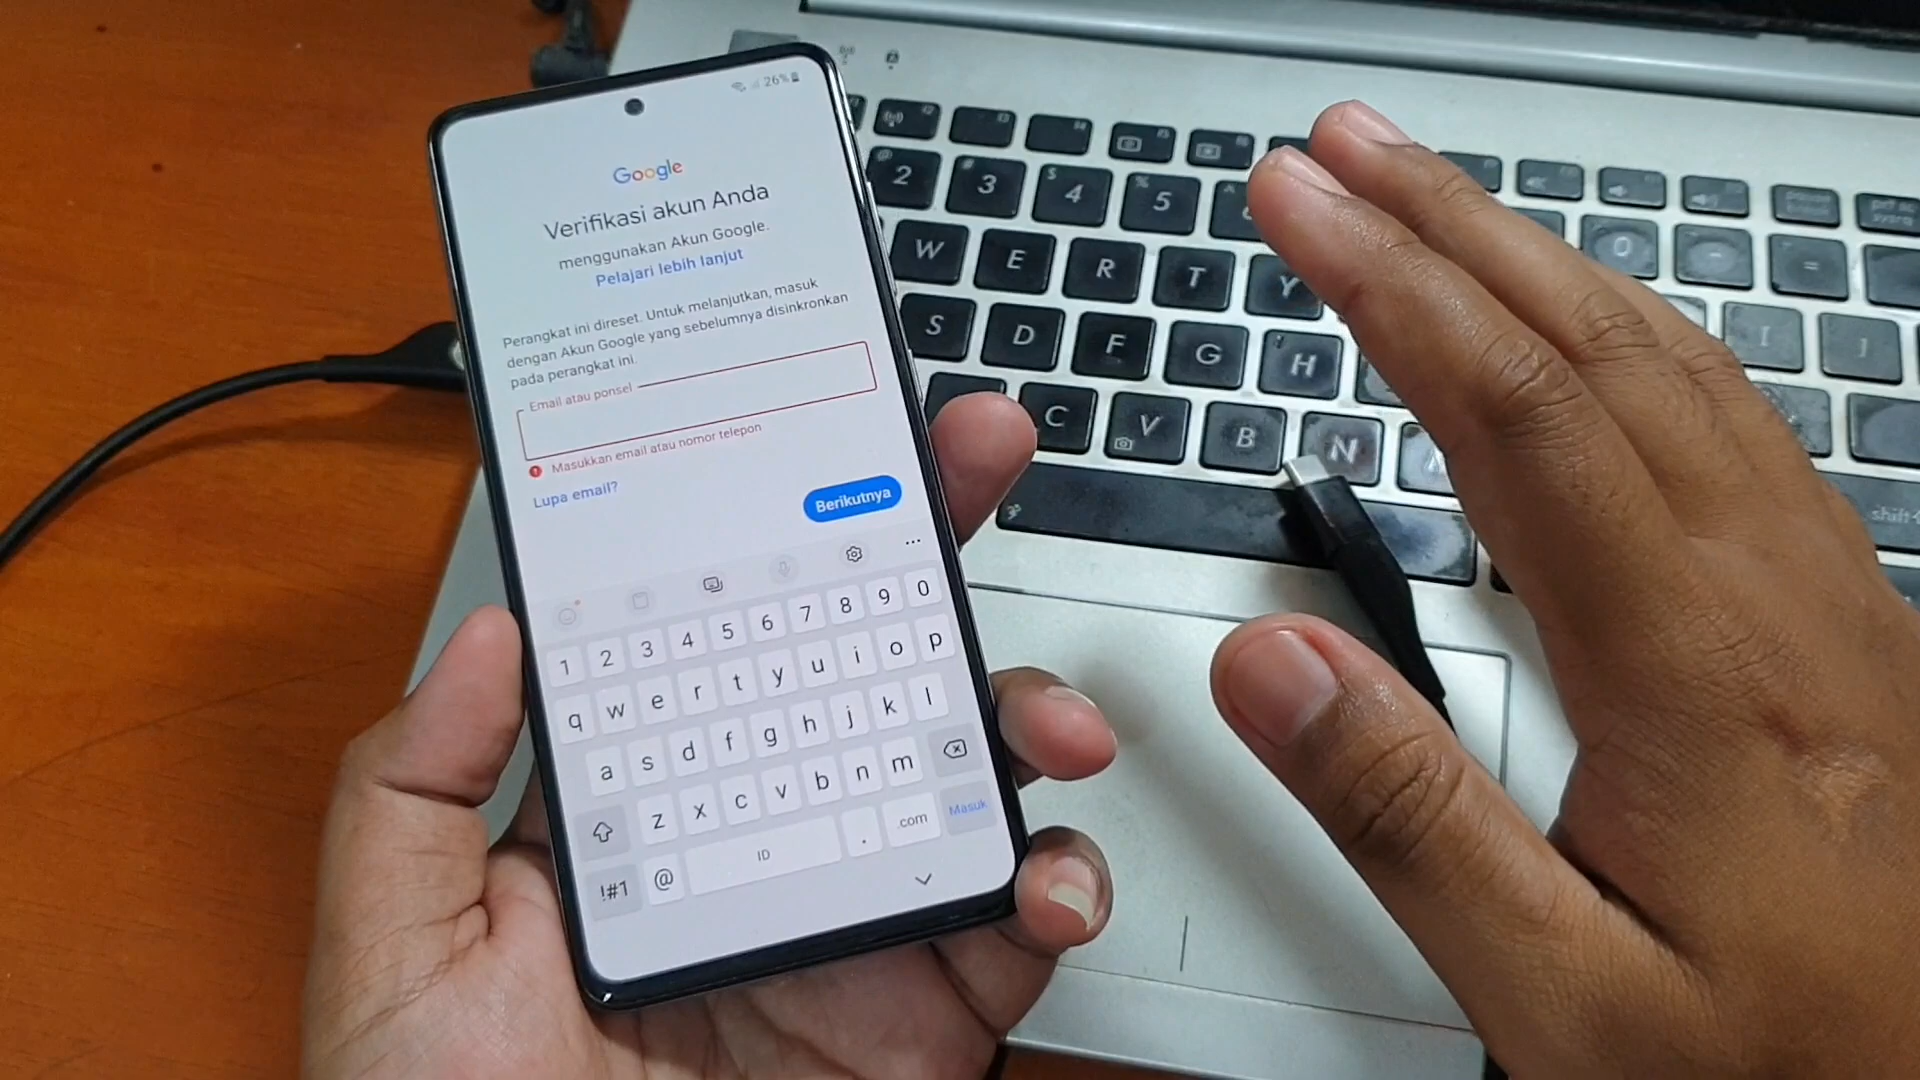 26%
Google
Verifikasi akun Anda
menggunakan Akun Google.
Pelajari lebih lanjut
Perangkat ini direset. Untuk melanjutkan, masuk
dengan Akun Google yang sebelumnya disinkronkan
pada perangkat ini.
Email atau ponsel
Masukkan email atau nomor telepon
Lupa email?
Berikutnya
1 2 3 4 5 6 7 8 9 0
q w e r t y u i o p
a s d f g h j k l
z x c v b n m
!#1 @ ID . .com Masuk
2 3 4 5
W E R T Y
S D F G H
C V B N
shift